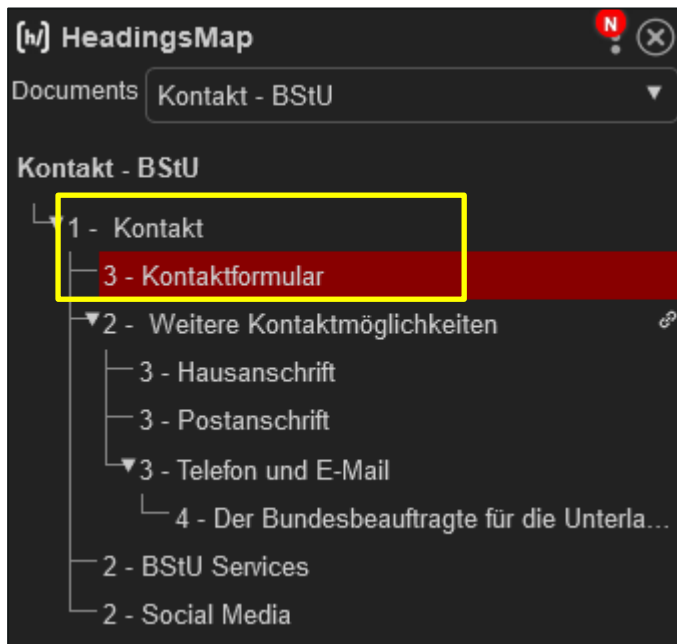 [h/] HeadingsMap
N
Documents Kontakt - BStU
Kontakt - BStU
1 - Kontakt
3 - Kontaktformular
2 - Weitere Kontaktmöglichkeiten
3 - Hausanschrift
3 - Postanschrift
3 - Telefon und E-Mail
4 - Der Bundesbeauftragte für die Unterla...
2 - BStU Services
2 - Social Media